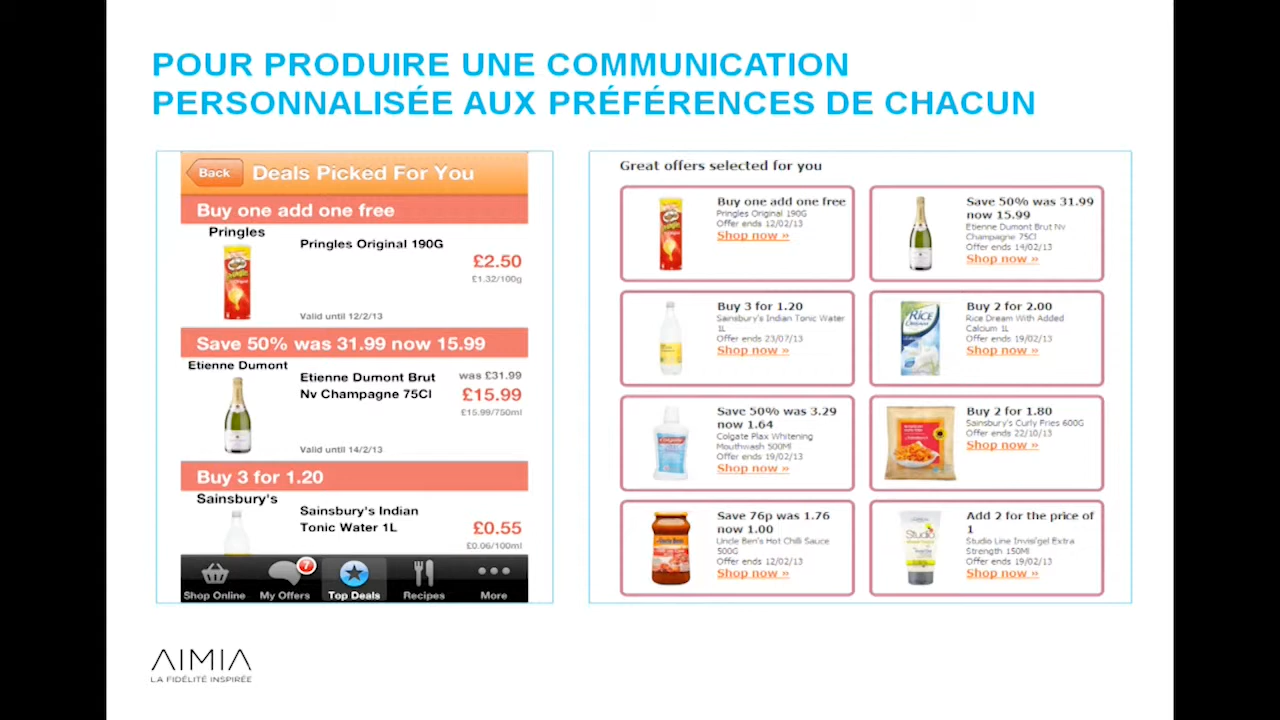 POUR PRODUIRE UNE COMMUNICATION
PERSONNALISÉE AUX PRÉFÉRENCES DE CHACUN
Back
Deals Picked For You
Buy one add one free
Pringles
Pringles Original 190G
£2.50
£1.32/100g
Valid until 12/2/13
Save 50% was 31.99 now 15.99
Etienne Dumont
Etienne Dumont Brut
Nv Champagne 75Cl
was £31.99
£15.99
£15.99/750ml
Valid until 14/2/13
Buy 3 for 1.20
Sainsbury's
Sainsbury's Indian
Tonic Water 1L
£0.55
£0.06/100ml
7
Shop Online
My Offers
Top Deals
Recipes
More
Great offers selected for you
Buy one add one free
Pringles Original 190G
Offer ends 12/02/13
Shop now »
Save 50% was 31.99
now 15.99
Etienne Dumont Brut Nv
Champagne 75Cl
Offer ends 14/02/13
Shop now »
Buy 3 for 1.20
Sainsbury's Indian Tonic Water
1L
Offer ends 23/07/13
Shop now »
Buy 2 for 2.00
Rice Dream With Added
Calcium 1L
Offer ends 19/02/13
Shop now »
Save 50% was 3.29
now 1.64
Colgate Plax Whitening
Mouthwash 500Ml
Offer ends 19/02/13
Shop now »
Buy 2 for 1.80
Sainsbury's Curly Fries 600G
Offer ends 22/10/13
Shop now »
Save 76p was 1.76
now 1.00
Uncle Ben's Hot Chilli Sauce
500G
Offer ends 12/02/13
Shop now »
Add 2 for the price of
1
Studio Line Invisi'gel Extra
Strength 150Ml
Offer ends 19/02/13
Shop now »
AIMIA
LA FIDÉLITÉ INSPIRÉE